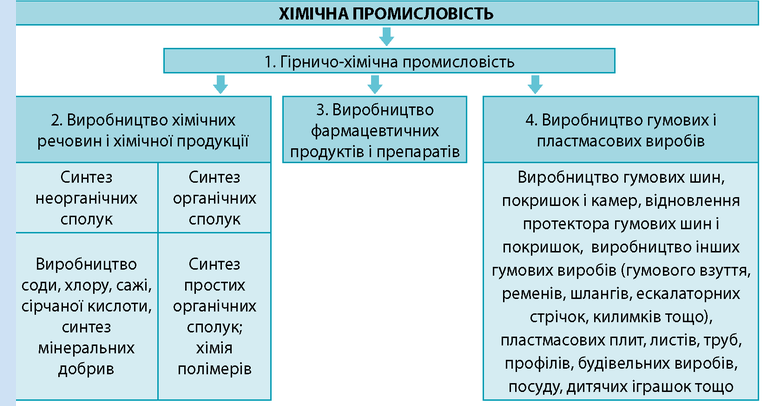 ХІМІЧНА ПРОМИСЛОВІСТЬ
1. Гірничо-хімічна промисловість
2. Виробництво хімічних
речовин і хімічної продукції
Синтез
неорганічних
сполук
Синтез
органічних
сполук
Виробництво
соди, хлору, сажі,
сірчаної кислоти,
синтез
мінеральних
добрив
Синтез
простих
органічних
сполук;
хімія
полімерів
3. Виробництво
фармацевтичних
продуктів і препаратів
4. Виробництво гумових і
пластмасових виробів
Виробництво гумових шин,
покришок і камер, відновлення
протектора гумових шин і
покришок, виробництво інших
гумових виробів (гумового взуття,
ременів, шлангів, ескалаторних
стрічок, килимків тощо),
пластмасових плит, листів, труб,
профілів, будівельних виробів,
посуду, дитячих іграшок тощо